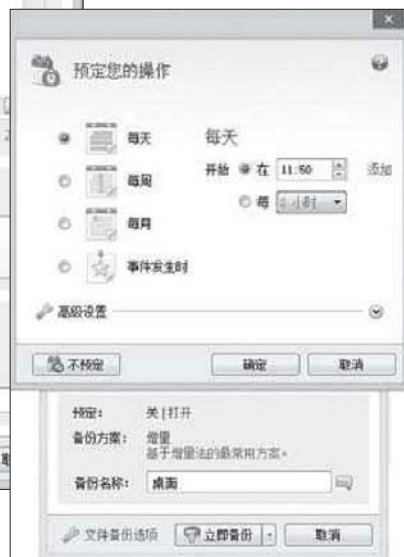 预定您的操作
每天
每周
每月
事件发生时
每天
开始 在 11:50 添加
每 小时
高级设置
不预定 确定 取消
预定: 关|打开
备份方案: 增量
基于增量法的最常用方案。
备份名称: 桌面
文件备份选项 立即备份 取消